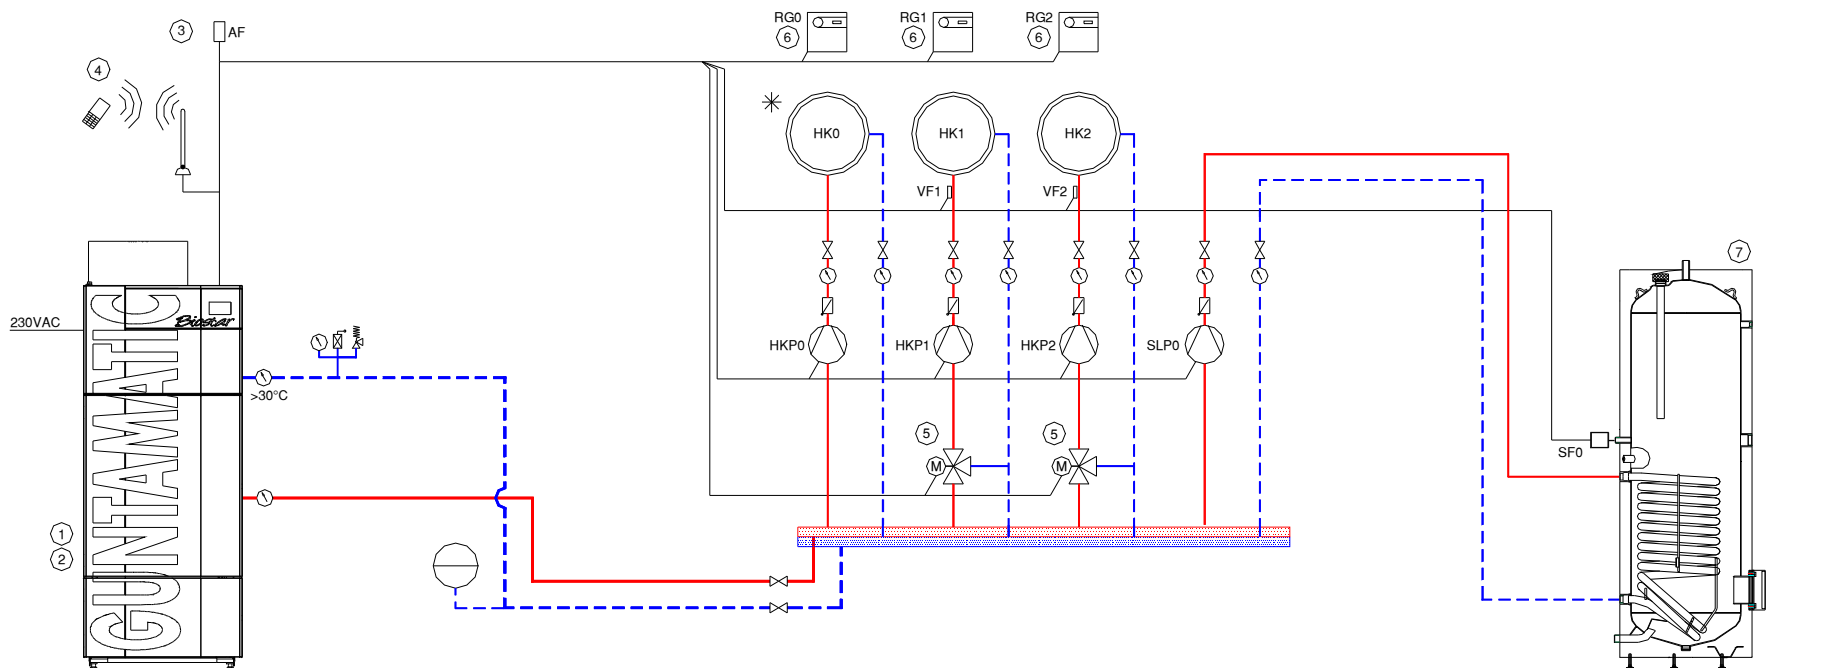 RG0
RG1
RG2
3
AF
6
6
6
4
HK0
HK1
HK2
VF1
VF2
7
230VAC
Biostar
GUNTAMATIC
HKP0
HKP1
HKP2
SLP0
>30°C
5
5
M
M
SF0
1
2